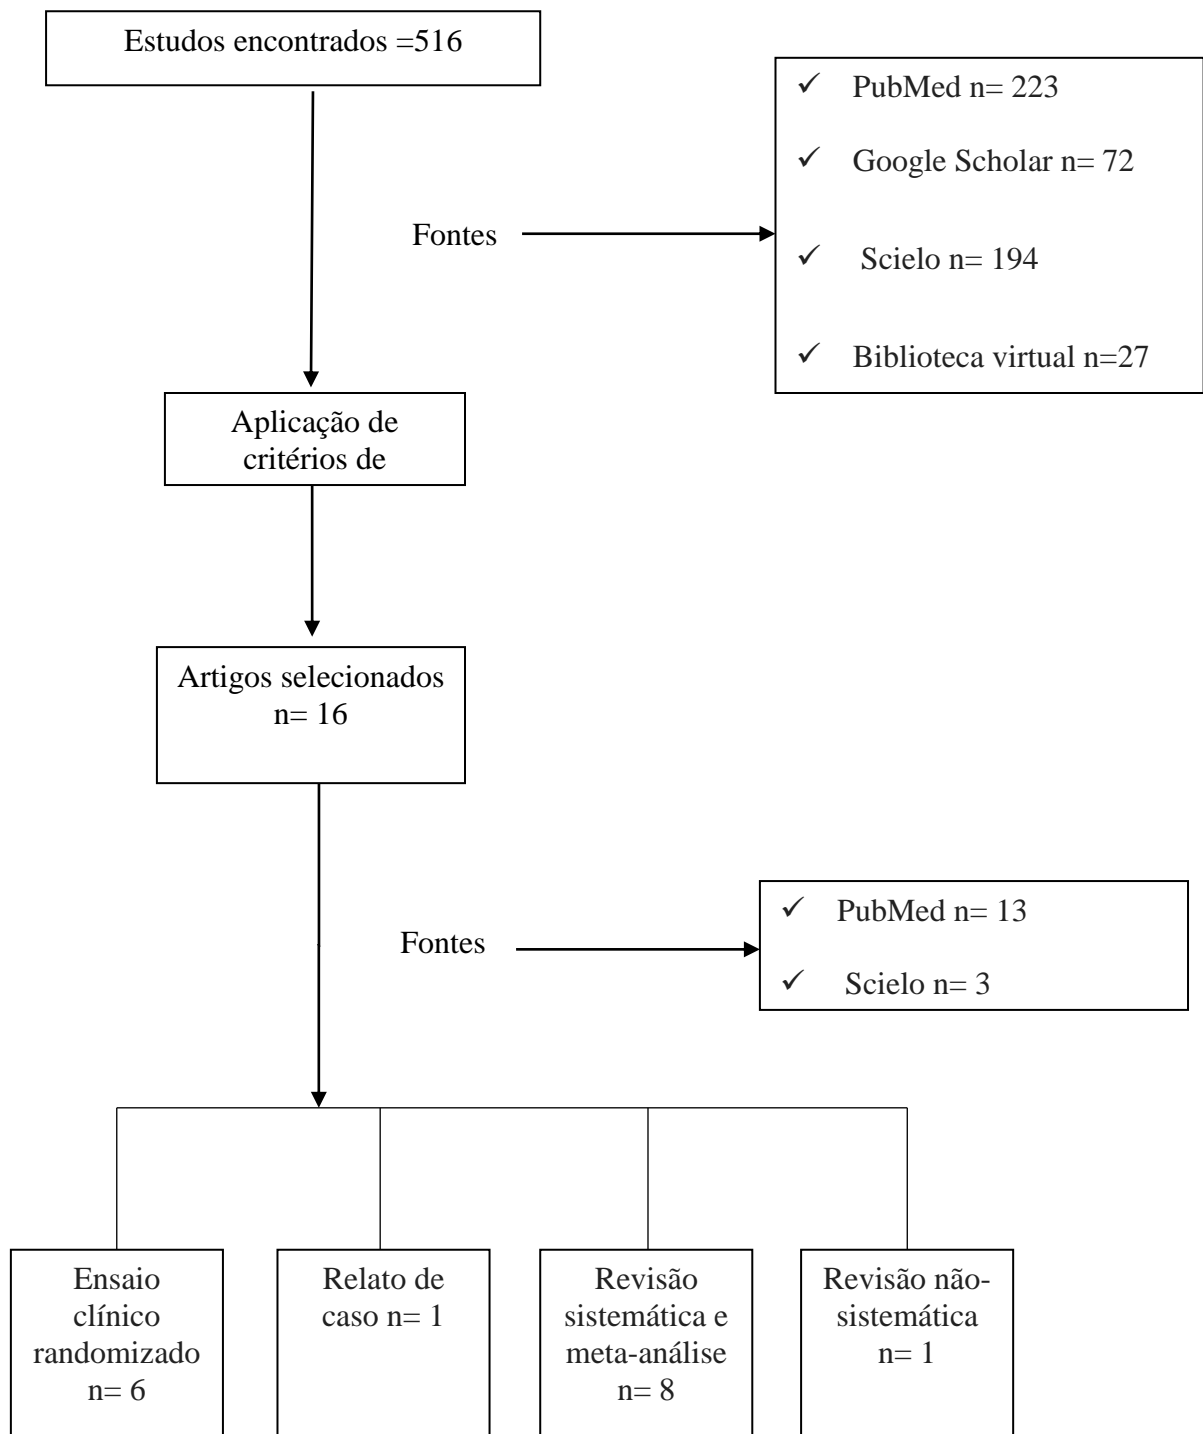 Estudos encontrados =516
✓ PubMed n= 223
✓ Google Scholar n= 72
Fontes
✓ Scielo n= 194
✓ Biblioteca virtual n=27
Aplicação de
critérios de
Artigos selecionados
n= 16
✓ PubMed n= 13
Fontes
✓ Scielo n= 3
Ensaio
clínico
randomizado
n= 6
Relato de
caso n= 1
Revisão
sistemática e
meta-análise
n= 8
Revisão não-
sistemática
n= 1